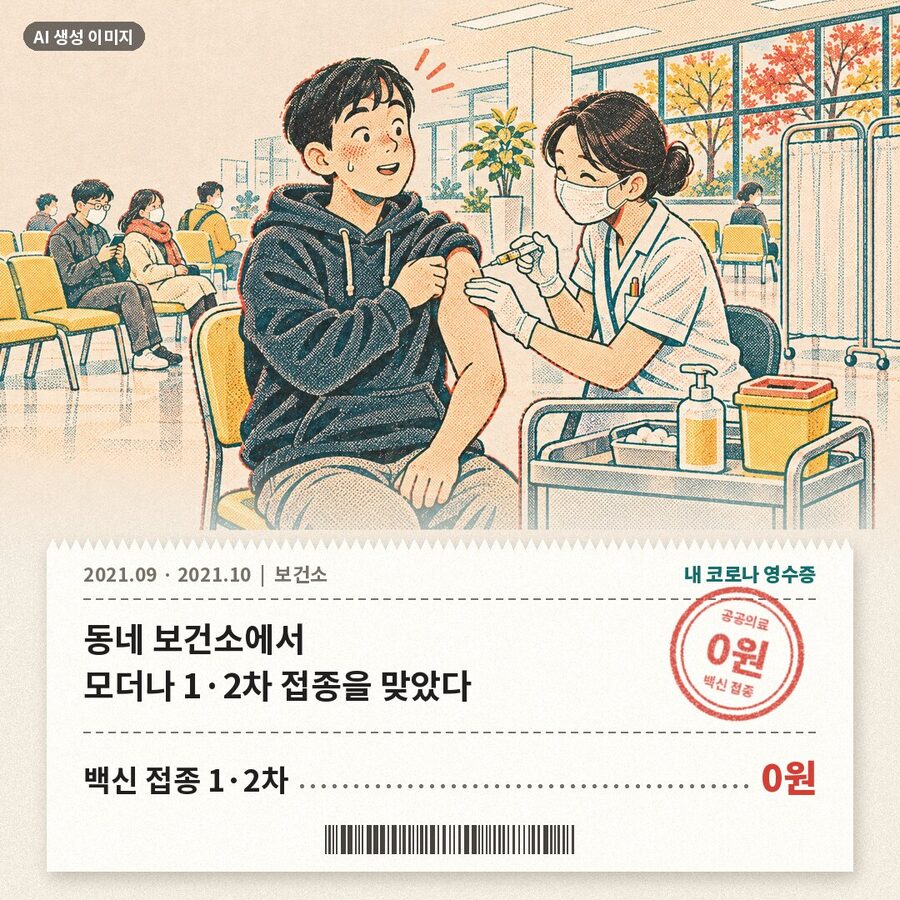 AI 생성 이미지
2021.09 · 2021.10 | 보건소
내 코로나 영수증
동네 보건소에서
모더나 1·2차 접종을 맞았다
공공의료
0원
백신 접종
백신 접종 1·2차 0원